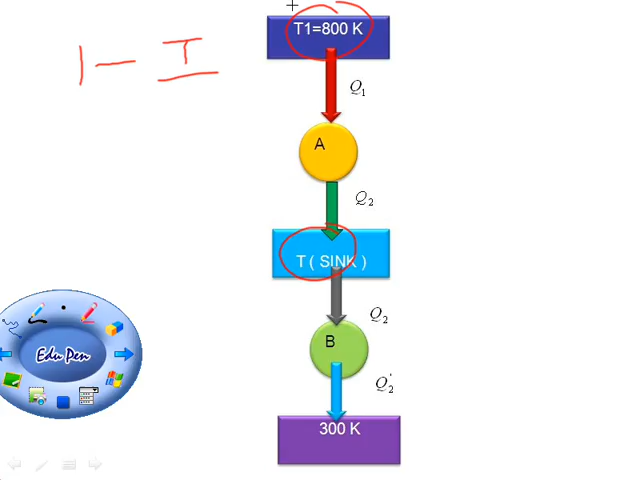 +
T1=800 K
1 - T
Q1
A
Q2
T ( SINK )
Q2
B
Q2'
300 K
Edu Pen